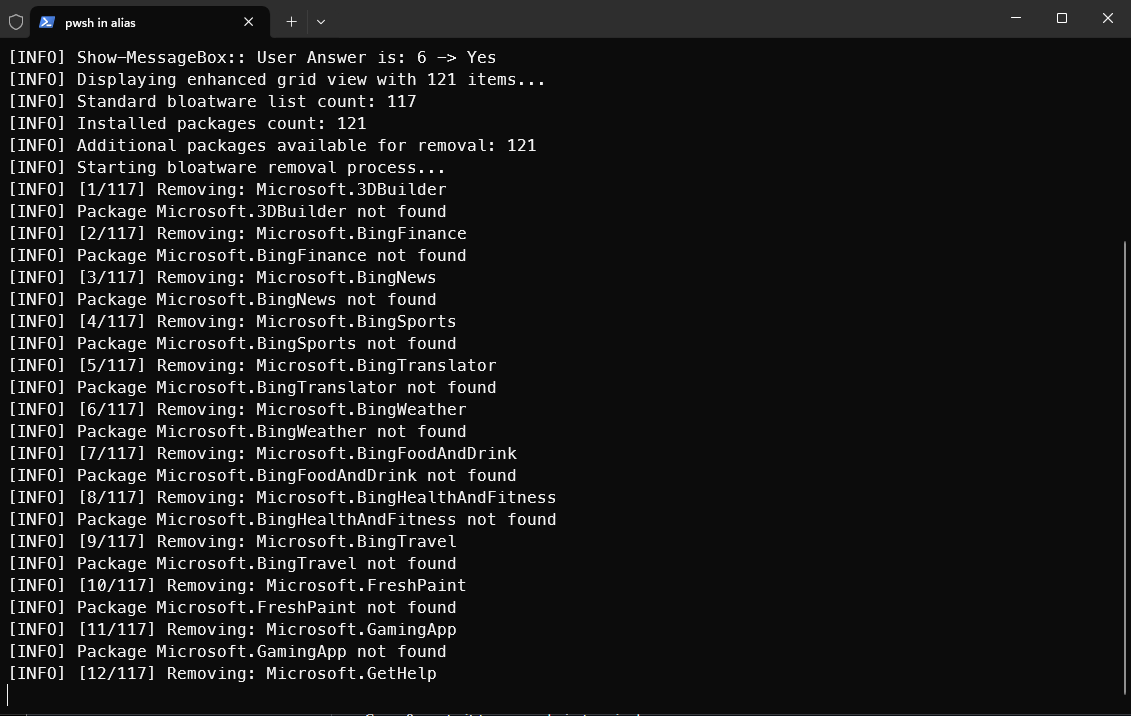 pwsh in alias
[INFO] Show-MessageBox:: User Answer is: 6 -> Yes
[INFO] Displaying enhanced grid view with 121 items...
[INFO] Standard bloatware list count: 117
[INFO] Installed packages count: 121
[INFO] Additional packages available for removal: 121
[INFO] Starting bloatware removal process...
[INFO] [1/117] Removing: Microsoft.3DBuilder
[INFO] Package Microsoft.3DBuilder not found
[INFO] [2/117] Removing: Microsoft.BingFinance
[INFO] Package Microsoft.BingFinance not found
[INFO] [3/117] Removing: Microsoft.BingNews
[INFO] Package Microsoft.BingNews not found
[INFO] [4/117] Removing: Microsoft.BingSports
[INFO] Package Microsoft.BingSports not found
[INFO] [5/117] Removing: Microsoft.BingTranslator
[INFO] Package Microsoft.BingTranslator not found
[INFO] [6/117] Removing: Microsoft.BingWeather
[INFO] Package Microsoft.BingWeather not found
[INFO] [7/117] Removing: Microsoft.BingFoodAndDrink
[INFO] Package Microsoft.BingFoodAndDrink not found
[INFO] [8/117] Removing: Microsoft.BingHealthAndFitness
[INFO] Package Microsoft.BingHealthAndFitness not found
[INFO] [9/117] Removing: Microsoft.BingTravel
[INFO] Package Microsoft.BingTravel not found
[INFO] [10/117] Removing: Microsoft.FreshPaint
[INFO] Package Microsoft.FreshPaint not found
[INFO] [11/117] Removing: Microsoft.GamingApp
[INFO] Package Microsoft.GamingApp not found
[INFO] [12/117] Removing: Microsoft.GetHelp